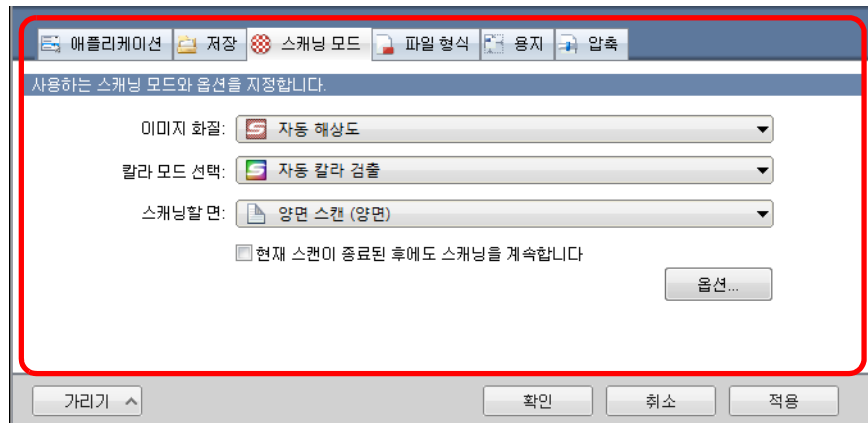 애플리케이션 저장 스캐닝 모드 파일 형식 용지 압축
사용하는 스캐닝 모드와 옵션을 지정합니다.
이미지 화질: 자동 해상도
칼라 모드 선택: 자동 칼라 검출
스캐닝할 면: 양면 스캔 (양면)
현재 스캔이 종료된 후에도 스캐닝을 계속합니다
옵션...
가리기 확인 취소 적용